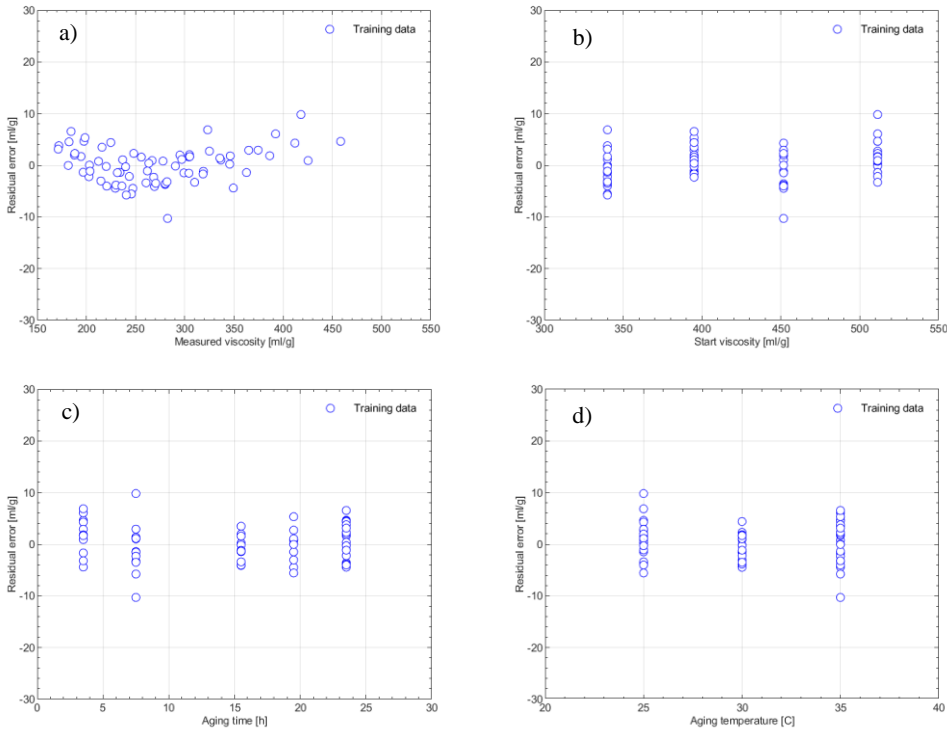 a)
Training data
30
20
10
0
-10
-20
-30
Residual error [ml/g]
150 200 250 300 350 400 450 500 550
Measured viscosity [ml/g]
b)
Training data
30
20
10
0
-10
-20
-30
Residual error [ml/g]
300 350 400 450 500 550
Start viscosity [ml/g]
c)
Training data
30
20
10
0
-10
-20
-30
Residual error [ml/g]
0 5 10 15 20 25 30
Aging time [h]
d)
Training data
30
20
10
0
-10
-20
-30
Residual error [ml/g]
20 25 30 35 40
Aging temperature [C]